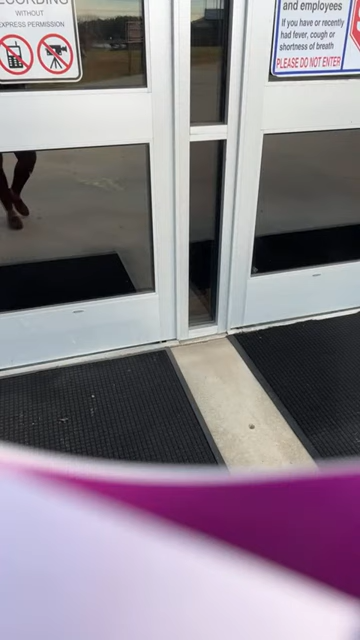 RECORDING
WITHOUT
EXPRESS PERMISSION
and employees
If you have or recently
had fever, cough or
shortness of breath
PLEASE DO NOT ENTER